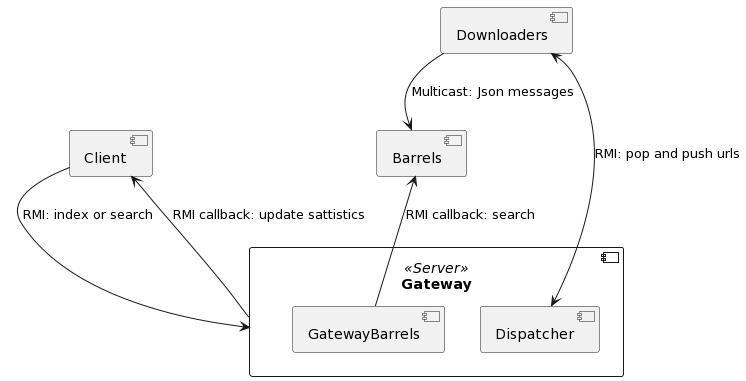 Downloaders
Multicast: Json messages
Client
Barrels
RMI: pop and push urls
RMI: index or search
RMI callback: update sattistics
RMI callback: search
«Server»
Gateway
GatewayBarrels
Dispatcher